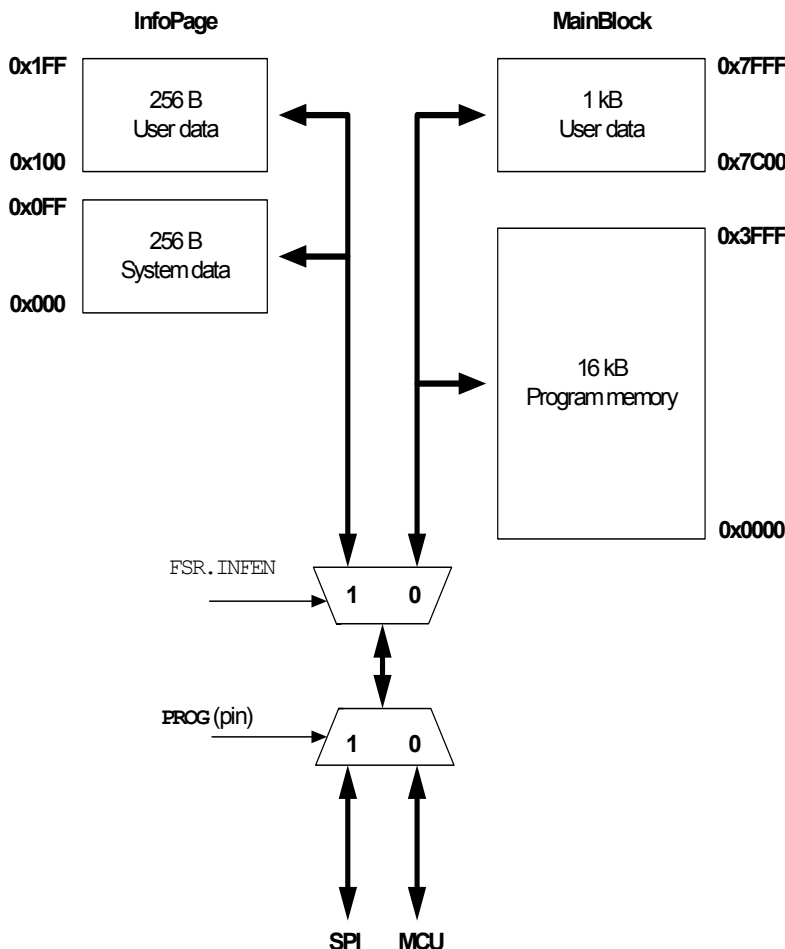 InfoPage
MainBlock
0x1FF
256 B
User data
0x100
0x0FF
256 B
System data
0x000
1 kB
User data
0x7FFF
0x7C00
0x3FFF
16 kB
Program memory
0x0000
FSR.INFEN
1 0
PROG (pin)
1 0
SPI MCU